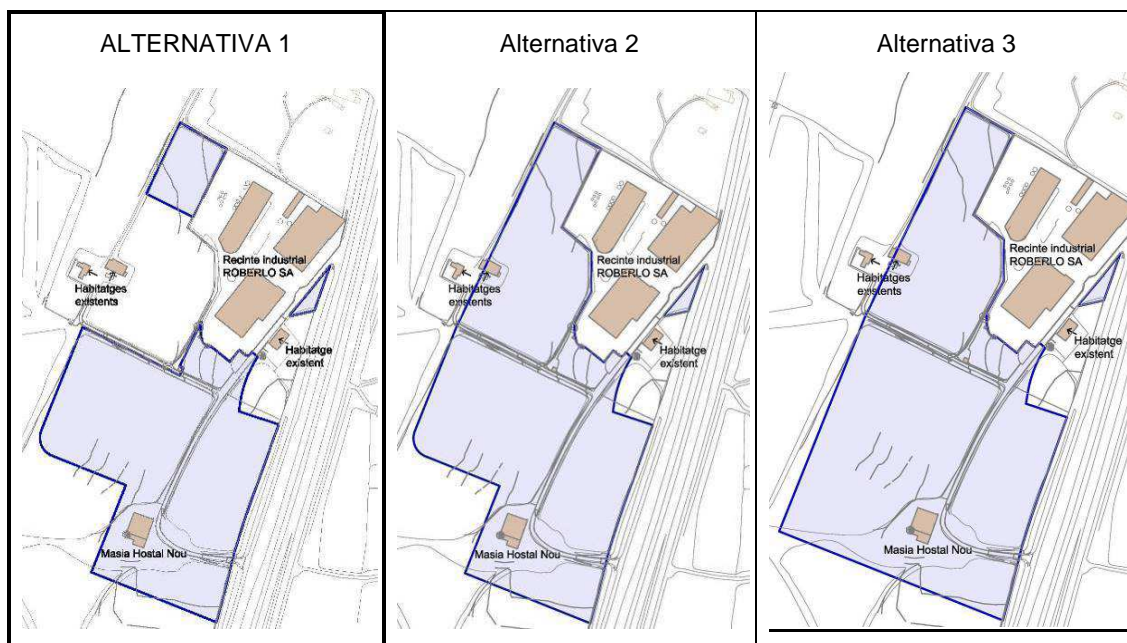 ALTERNATIVA 1
Recinte industrial
ROBERLO SA
Habitatges
existents
Habitatge
existent
Masia Hostal Nou
Alternativa 2
Recinte industrial
ROBERLO SA
Habitatges
existents
Habitatge
existent
Masia Hostal Nou
Alternativa 3
Recinte industrial
ROBERLO SA
Habitatges
existents
Habitatge
existent
Masia Hostal Nou